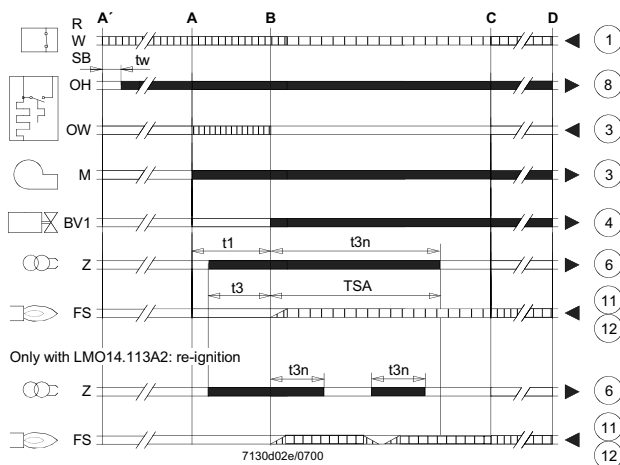 A´ A B C D
R
W 1
SB tw
OH 8
OW 3
M 3
BV1 4
t1 t3n
Z 6
t3 TSA
FS 11
12
Only with LMO14.113A2: re-ignition
t3n t3n
Z 6
FS 11
7130d02e/0700 12